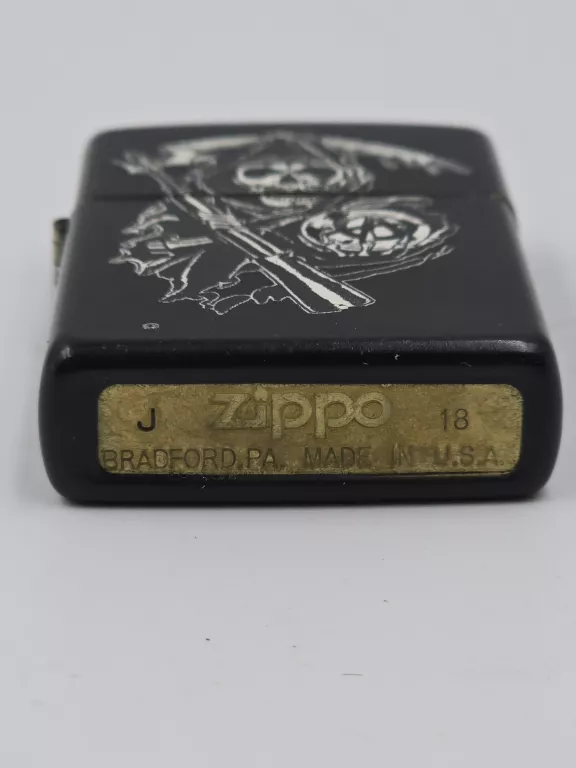 J zippo 18
BRADFORD, PA. MADE IN U.S.A.